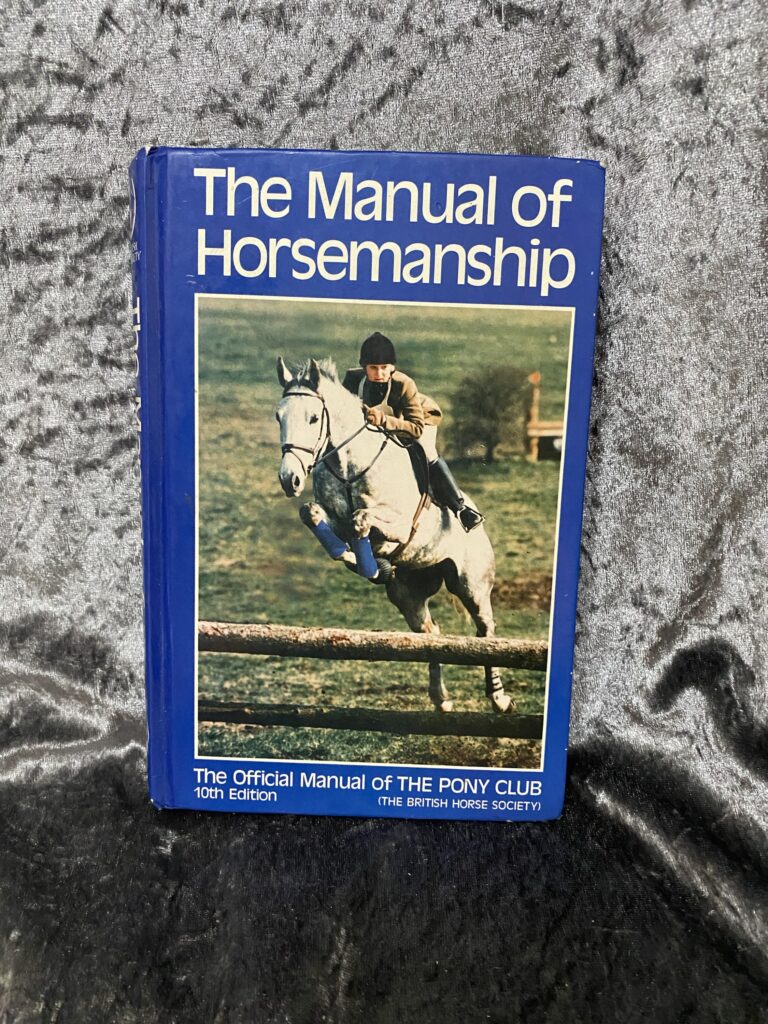 The Manual of
Horsemanship
The Official Manual of THE PONY CLUB
10th Edition
(THE BRITISH HORSE SOCIETY)